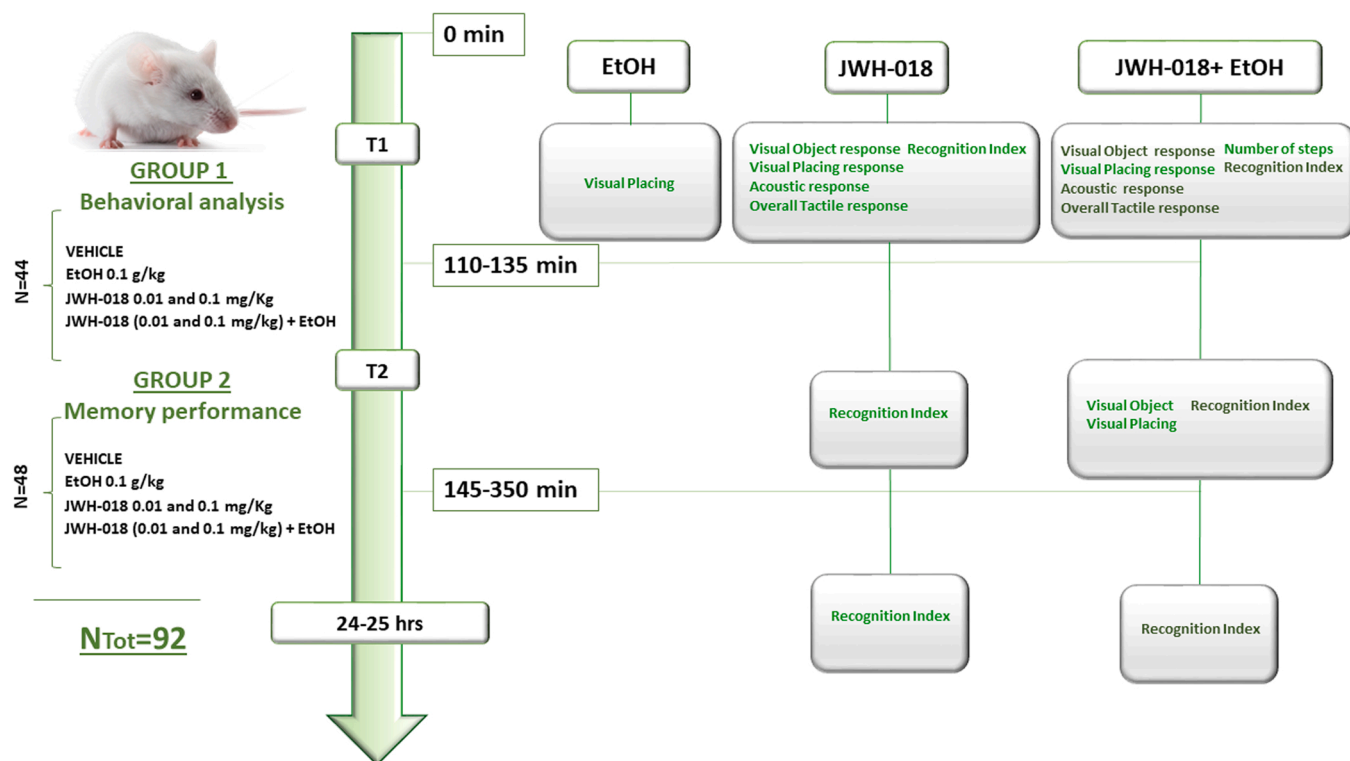 0 min
T1
110-135 min
T2
145-350 min
24-25 hrs
GROUP 1
Behavioral analysis
N=44
VEHICLE
EtOH 0.1 g/kg
JWH-018 0.01 and 0.1 mg/Kg
JWH-018 (0.01 and 0.1 mg/kg) + EtOH
GROUP 2
Memory performance
N=48
VEHICLE
EtOH 0.1 g/kg
JWH-018 0.01 and 0.1 mg/Kg
JWH-018 (0.01 and 0.1 mg/kg) + EtOH
NTot=92
EtOH
Visual Placing
JWH-018
Visual Object response Recognition Index
Visual Placing response
Acoustic response
Overall Tactile response
Recognition Index
Recognition Index
JWH-018+ EtOH
Visual Object response Number of steps
Visual Placing response Recognition Index
Acoustic response
Overall Tactile response
Visual Object Recognition Index
Visual Placing
Recognition Index